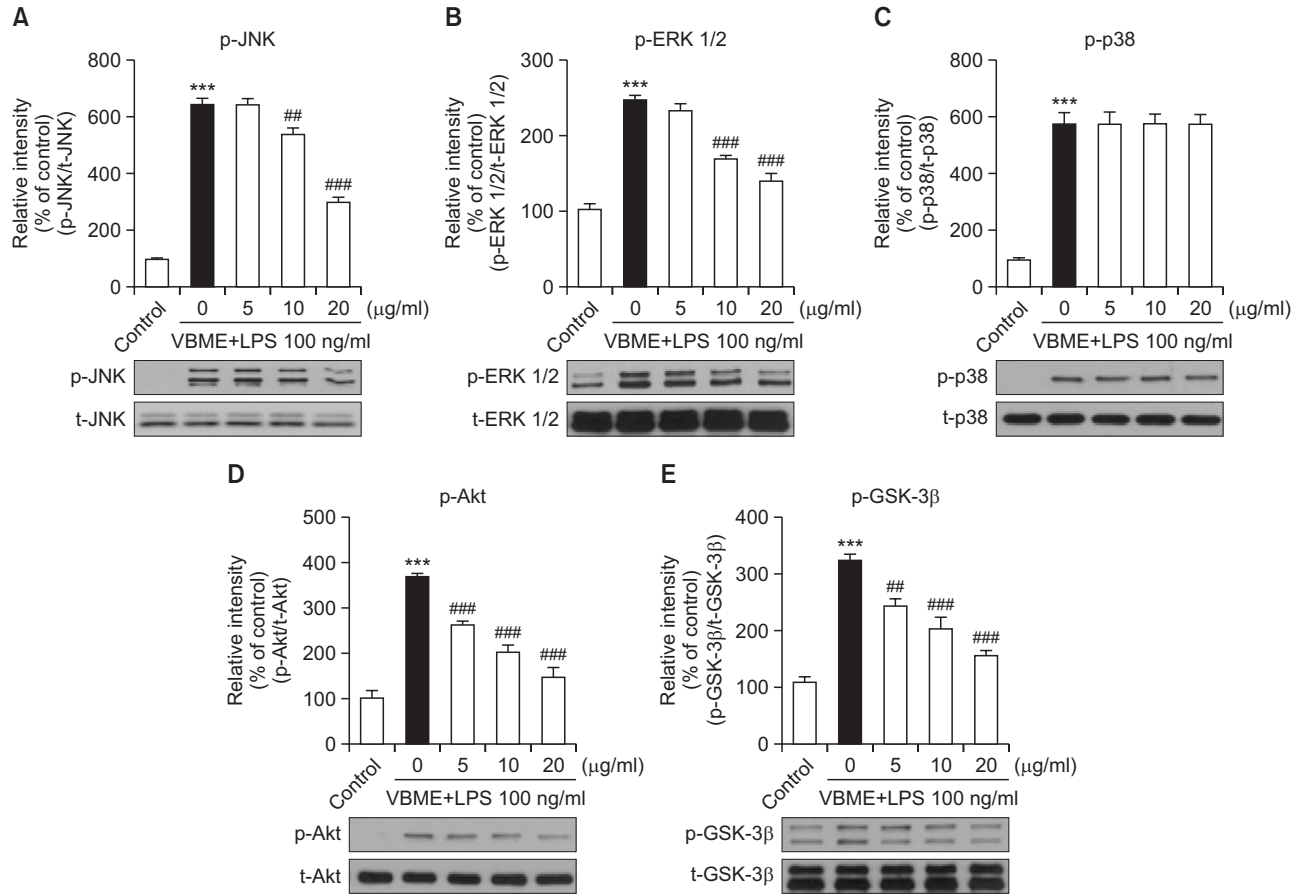 A
p-JNK
Relative intensity
(% of control)
(p-JNK/t-JNK)
800
600
400
200
0
***
##
###
Control
0 5 10 20 (μg/ml)
VBME+LPS 100 ng/ml
p-JNK
t-JNK
B
p-ERK 1/2
Relative intensity
(% of control)
(p-ERK 1/2/t-ERK 1/2)
300
200
100
0
***
###
###
Control
0 5 10 20 (μg/ml)
VBME+LPS 100 ng/ml
p-ERK 1/2
t-ERK 1/2
C
p-p38
Relative intensity
(% of control)
(p-p38/t-p38)
800
600
400
200
0
***
Control
0 5 10 20 (μg/ml)
VBME+LPS 100 ng/ml
p-p38
t-p38
D
p-Akt
Relative intensity
(% of control)
(p-Akt/t-Akt)
500
400
300
200
100
0
***
###
###
###
Control
0 5 10 20 (μg/ml)
VBME+LPS 100 ng/ml
p-Akt
t-Akt
E
p-GSK-3β
Relative intensity
(% of control)
(p-GSK-3β/t-GSK-3β)
400
300
200
100
0
***
##
###
###
Control
0 5 10 20 (μg/ml)
VBME+LPS 100 ng/ml
p-GSK-3β
t-GSK-3β